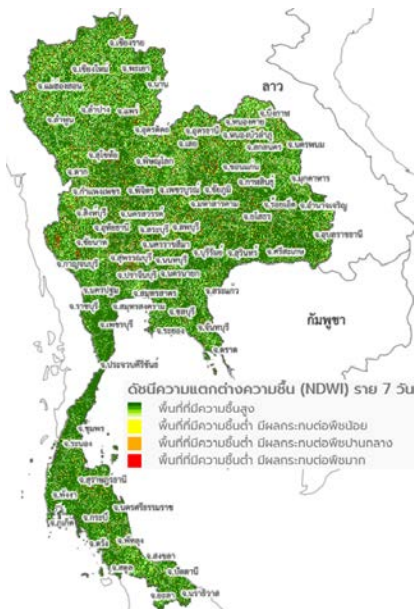 จ.เชียงราย
จ.เชียงใหม่
จ.พะเยา
จ.แม่ฮ่องสอน
จ.น่าน
ลาว
จ.ลำปาง
จ.แพร่
จ.ลำพูน
จ.อุตรดิตถ์
จ.อุดรธานี
จ.หนองคาย
จ.บึงกาฬ
จ.เลย
จ.หนองบัวลำภู
จ.สกลนคร
จ.นครพนม
จ.สุโขทัย
จ.พิษณุโลก
จ.ตาก
จ.ขอนแก่น
จ.กาฬสินธุ์
จ.มุกดาหาร
จ.กำแพงเพชร
จ.พิจิตร
จ.เพชรบูรณ์
จ.ชัยภูมิ
จ.มหาสารคาม
จ.ร้อยเอ็ด
จ.อำนาจเจริญ
จ.สิงห์บุรี
จ.นครสวรรค์
จ.ยโสธร
จ.อุทัยธานี
จ.สระบุรี
จ.ลพบุรี
จ.อุบลราชธานี
จ.ชัยนาท
จ.นครราชสีมา
จ.กาญจนบุรี
จ.สุพรรณบุรี
จ.นนทบุรี
จ.บุรีรัมย์
จ.สุรินทร์
จ.ศรีสะเกษ
จ.ปราจีนบุรี
จ.นครนายก
จ.นครปฐม
จ.สมุทรสาคร
จ.สระแก้ว
จ.ราชบุรี
จ.สมุทรสงคราม
จ.ชลบุรี
กัมพูชา
จ.เพชรบุรี
จ.ระยอง
จ.จันทบุรี
จ.ตราด
จ.ประจวบคีรีขันธ์
ดัชนีความแตกต่างความชื้น (NDWI) ราย 7 วัน
พื้นที่ที่มีความชื้นสูง
พื้นที่ที่มีความชื้นต่ำ มีผลกระทบต่อพืชน้อย
พื้นที่ที่มีความชื้นต่ำ มีผลกระทบต่อพืชปานกลาง
พื้นที่ที่มีความชื้นต่ำ มีผลกระทบต่อพืชมาก
จ.ชุมพร
จ.ระนอง
จ.สุราษฎร์ธานี
จ.พังงา
จ.นครศรีธรรมราช
จ.กระบี่
จ.ภูเก็ต
จ.ตรัง
จ.พัทลุง
จ.สงขลา
จ.สตูล
จ.ปัตตานี
จ.ยะลา
จ.นราธิวาส